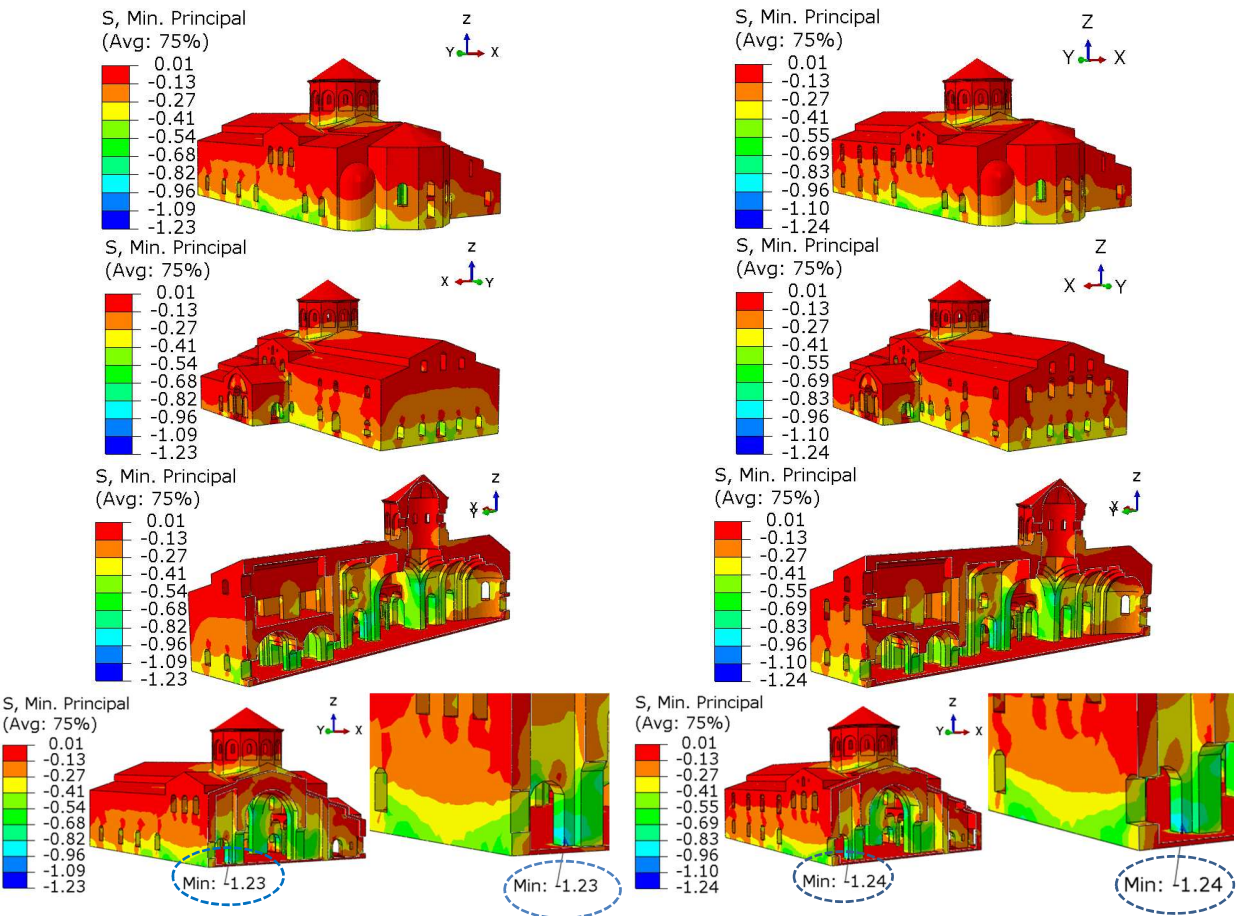 S, Min. Principal
(Avg: 75%)
0.01
-0.13
-0.27
-0.41
-0.54
-0.68
-0.82
-0.96
-1.09
-1.23
Z
Y X
S, Min. Principal
(Avg: 75%)
0.01
-0.13
-0.27
-0.41
-0.55
-0.68
-0.82
-0.96
-1.10
-1.24
Z
Y X
S, Min. Principal
(Avg: 75%)
0.01
-0.13
-0.27
-0.41
-0.54
-0.68
-0.82
-0.96
-1.09
-1.23
Z
X Y
S, Min. Principal
(Avg: 75%)
0.01
-0.13
-0.27
-0.41
-0.55
-0.68
-0.82
-0.96
-1.10
-1.24
Z
X Y
S, Min. Principal
(Avg: 75%)
0.01
-0.13
-0.27
-0.41
-0.54
-0.68
-0.82
-0.96
-1.09
-1.23
Z
X
Y
S, Min. Principal
(Avg: 75%)
0.01
-0.13
-0.27
-0.41
-0.55
-0.69
-0.82
-0.96
-1.10
-1.24
Z
X
Y
S, Min. Principal
(Avg: 75%)
0.01
-0.13
-0.27
-0.41
-0.54
-0.68
-0.82
-0.96
-1.09
-1.23
Z
Y X
Min: -1.23
Min: -1.23
S, Min. Principal
(Avg: 75%)
0.01
-0.13
-0.27
-0.41
-0.55
-0.69
-0.83
-0.96
-1.10
-1.24
Z
Y X
Min: -1.24
Min: -1.24